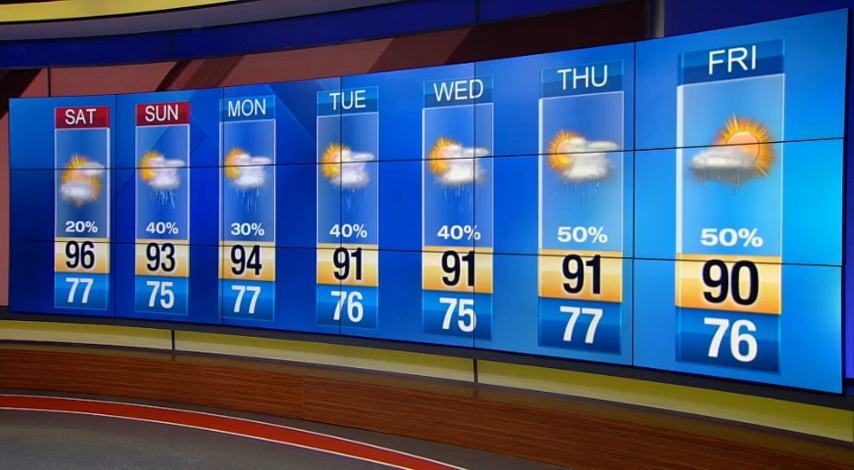 SAT SUN MON TUE WED THU FRI
20% 40% 30% 40% 40% 50% 50%
96 93 94 91 91 91 90
77 75 77 76 75 77 76